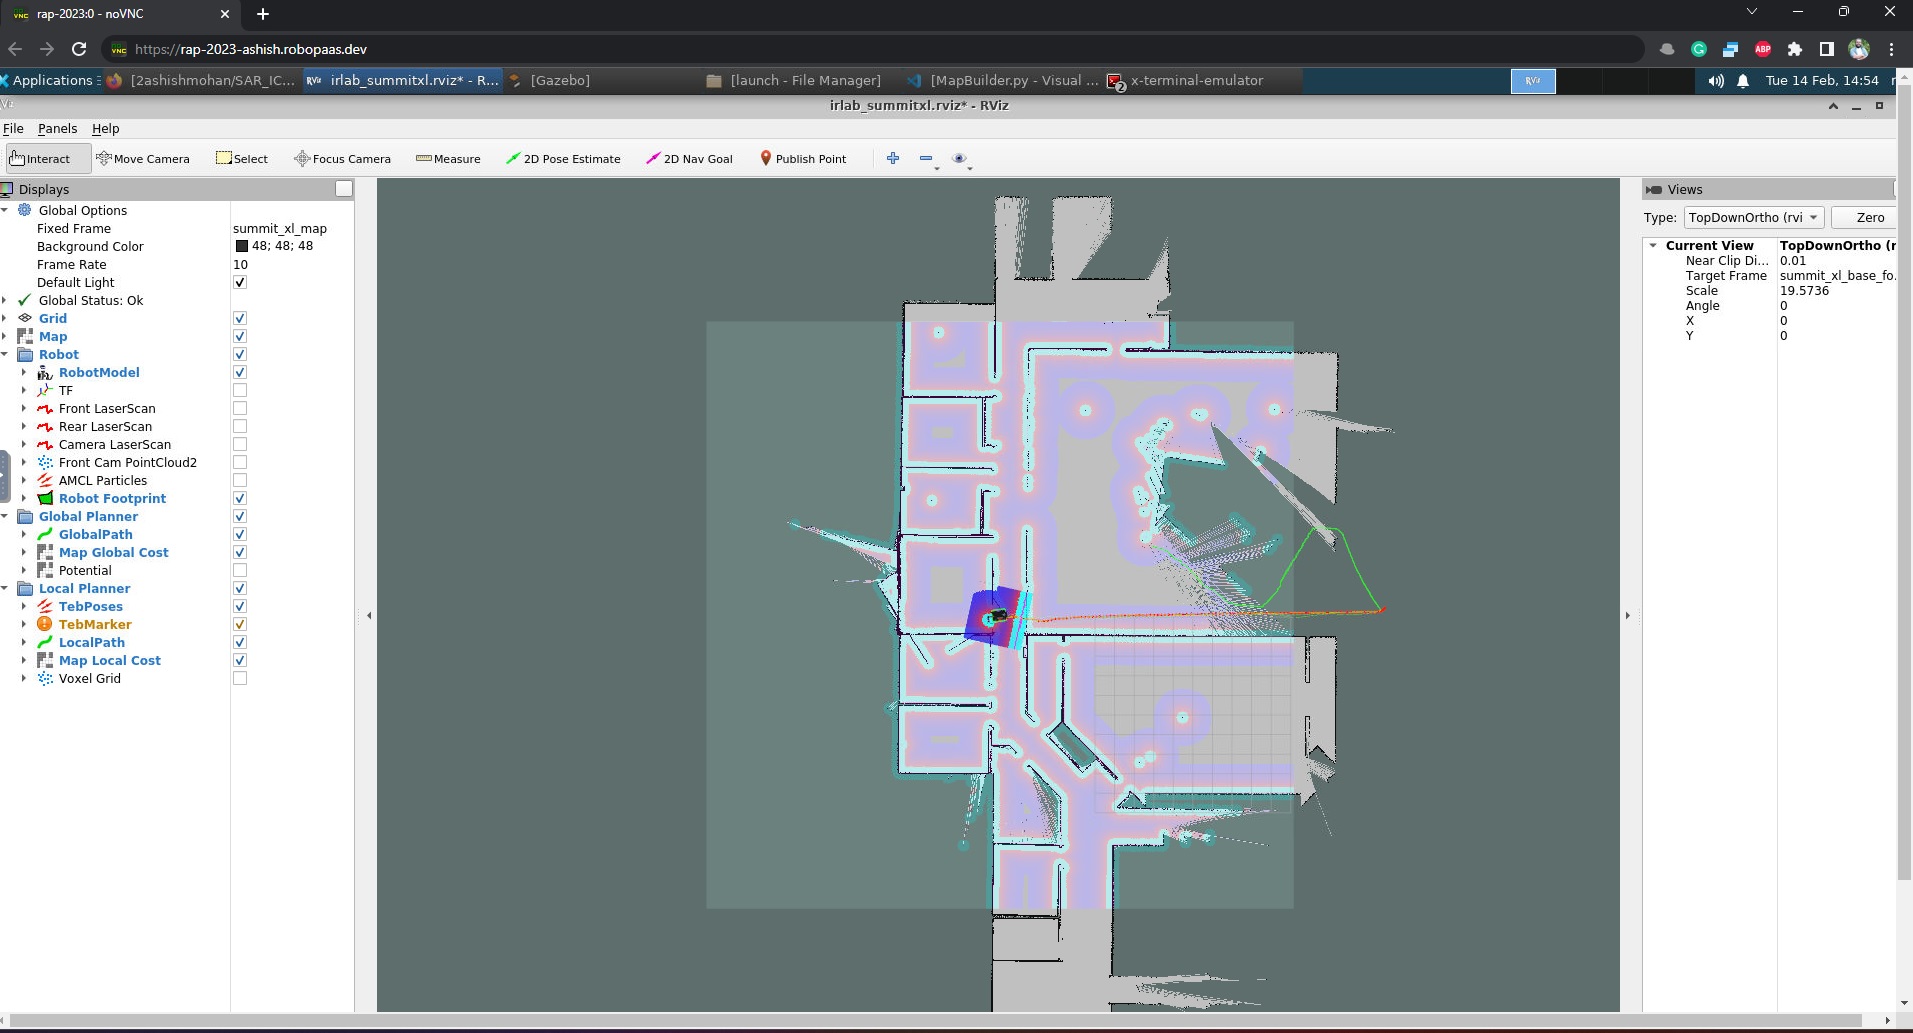 rap-2023:0 - noVNC
https://rap-2023-ashish.robopaas.dev
Applications
[2ashishmohan/SAR_IC...
irlab_summitxl.rviz* - R...
[Gazebo]
[launch - File Manager]
[MapBuilder.py - Visual ...
x-terminal-emulator
Tue 14 Feb, 14:54
irlab_summitxl.rviz* - RViz
File Panels Help
Interact
Move Camera
Select
Focus Camera
Measure
2D Pose Estimate
2D Nav Goal
Publish Point
Displays
Global Options
Fixed Frame summit_xl_map
Background Color 48; 48; 48
Frame Rate 10
Default Light
Global Status: Ok
Grid
Map
Robot
RobotModel
TF
Front LaserScan
Rear LaserScan
Camera LaserScan
Front Cam PointCloud2
AMCL Particles
Robot Footprint
Global Planner
GlobalPath
Map Global Cost
Potential
Local Planner
TebPoses
TebMarker
LocalPath
Map Local Cost
Voxel Grid
Views
Type: TopDownOrtho (rvi Zero
Current View TopDownOrtho (r
Near Clip Di... 0.01
Target Frame summit_xl_base_fo...
Scale 19.5736
Angle 0
X 0
Y 0